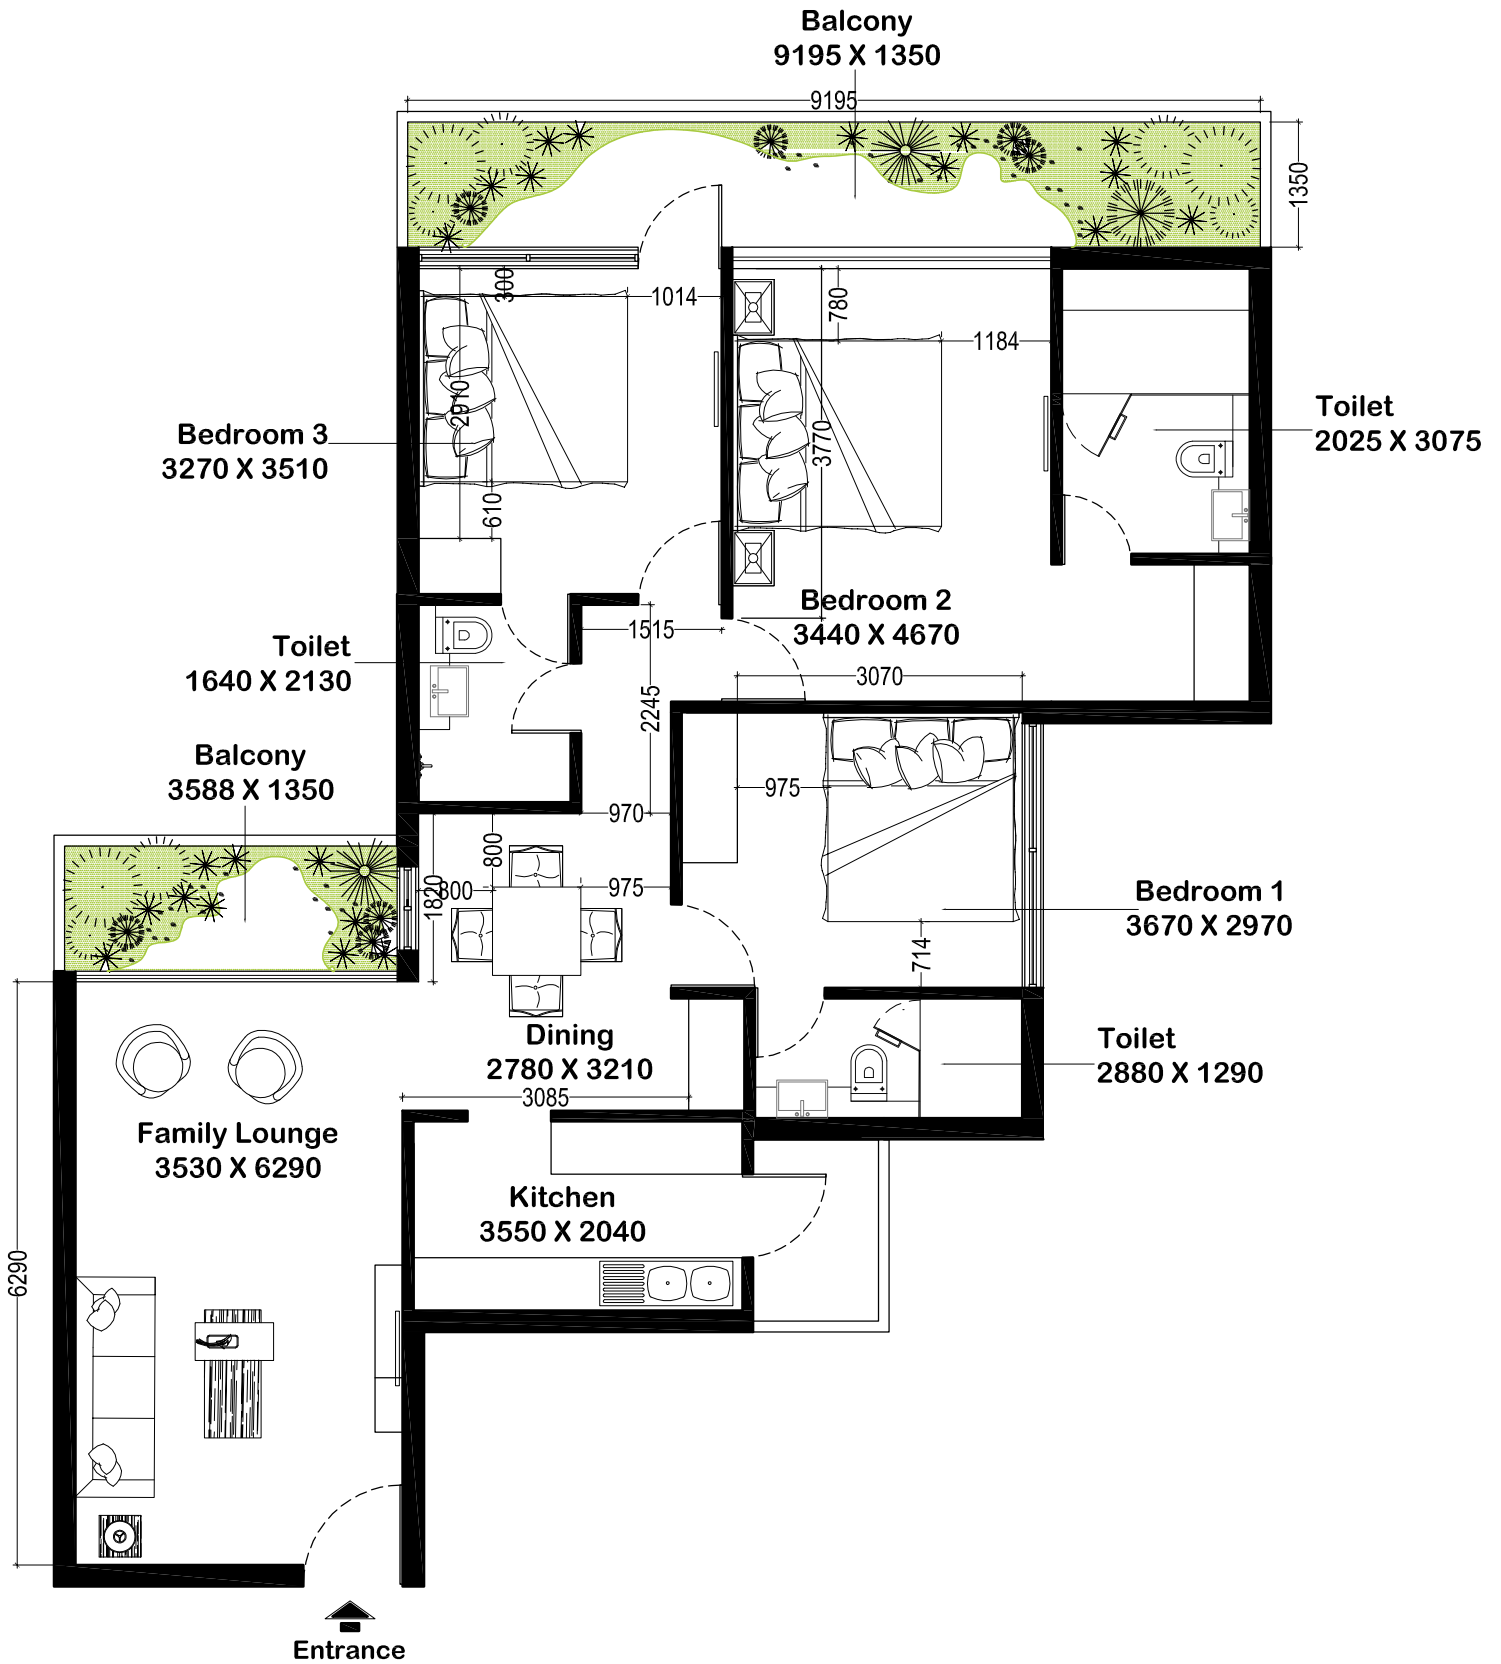 Balcony
9195 X 1350
9195
1350
300
1014
780
1184
2910
3770
Bedroom 3
3270 X 3510
Toilet
2025 X 3075
610
Bedroom 2
3440 X 4670
1515
Toilet
1640 X 2130
3070
2245
Balcony
3588 X 1350
975
970
800
1820
800
975
Bedroom 1
3670 X 2970
714
Dining
2780 X 3210
3085
Toilet
2880 X 1290
Family Lounge
3530 X 6290
Kitchen
3550 X 2040
6290
Entrance